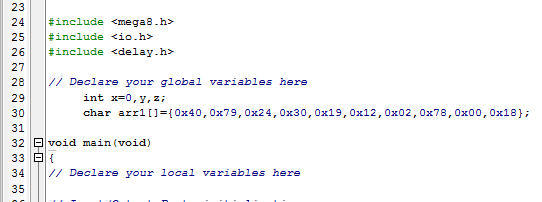 23
24 #include <mega8.h>
25 #include <io.h>
26 #include <delay.h>
27
28 // Declare your global variables here
29 int x=0,y,z;
30 char arr1[]={0x40,0x79,0x24,0x30,0x19,0x12,0x02,0x78,0x00,0x18};
31
32 void main(void)
33 {
34 // Declare your local variables here
35